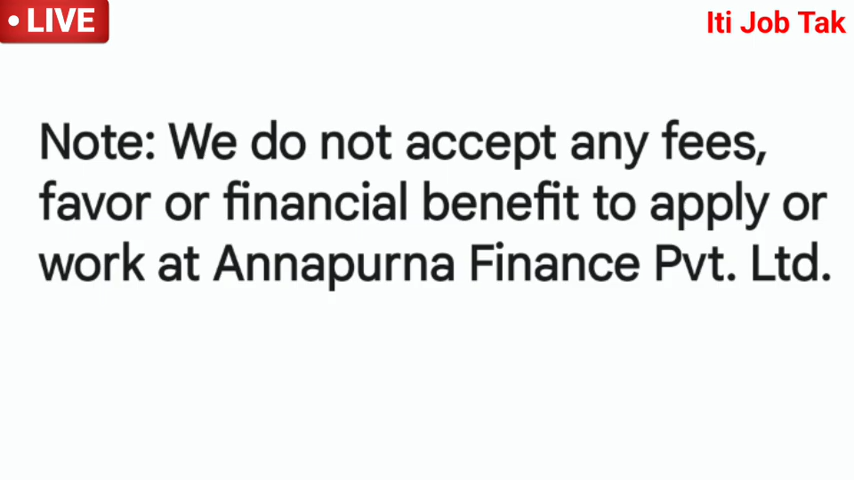 • LIVE
Iti Job Tak
Note: We do not accept any fees,
favor or financial benefit to apply or
work at Annapurna Finance Pvt. Ltd.